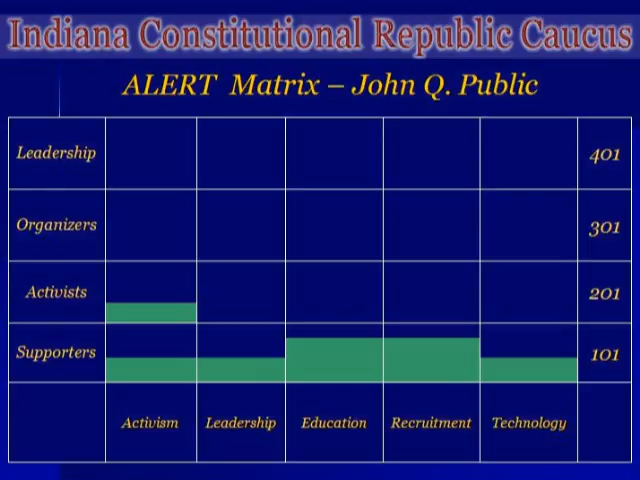 Indiana Constitutional Republic Caucus
ALERT Matrix – John Q. Public
Leadership 401
Organizers 301
Activists 201
Supporters 101
Activism Leadership Education Recruitment Technology